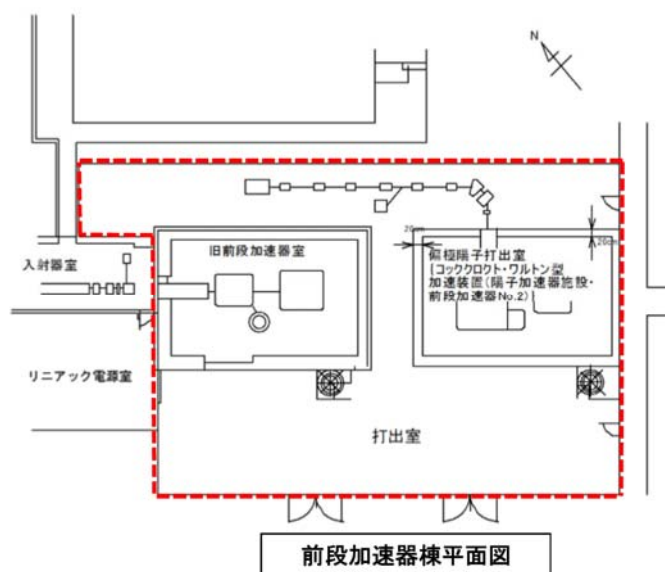 N
20cm
20cm
旧前段加速器室
偏極陽子打出室
(コッククロクト・ワルトン型
加速装置(陽子加速器施設・
前段加速器No.2)
入射器室
リニアック電源室
打出室
前段加速器棟平面図